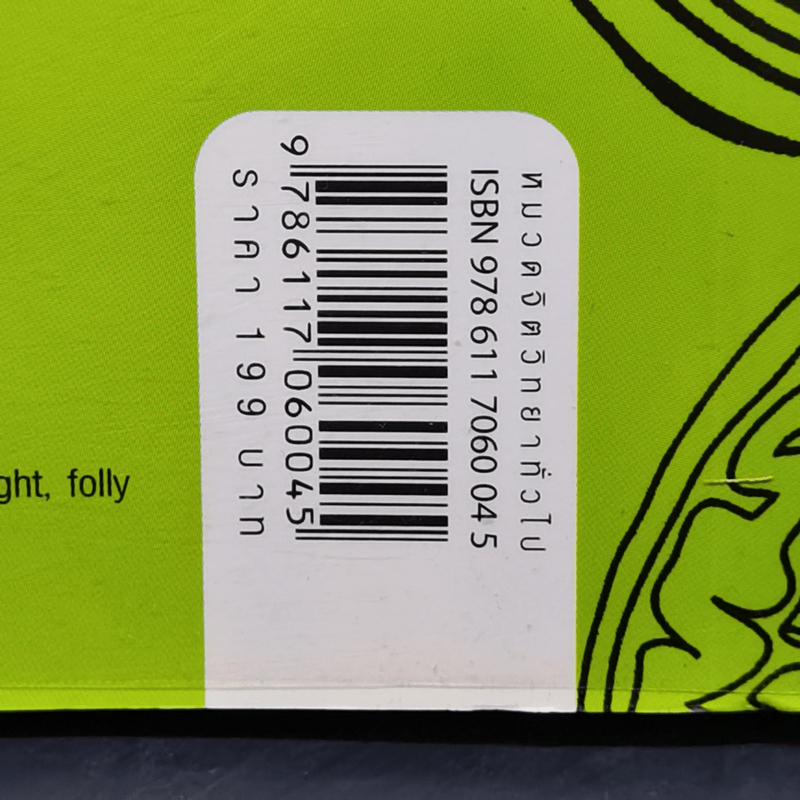 หมวดจิตวิทยาทั่วไป
ISBN 978 611 7060 04 5
9 786117 060045
ราคา 199 บาท
ght, folly